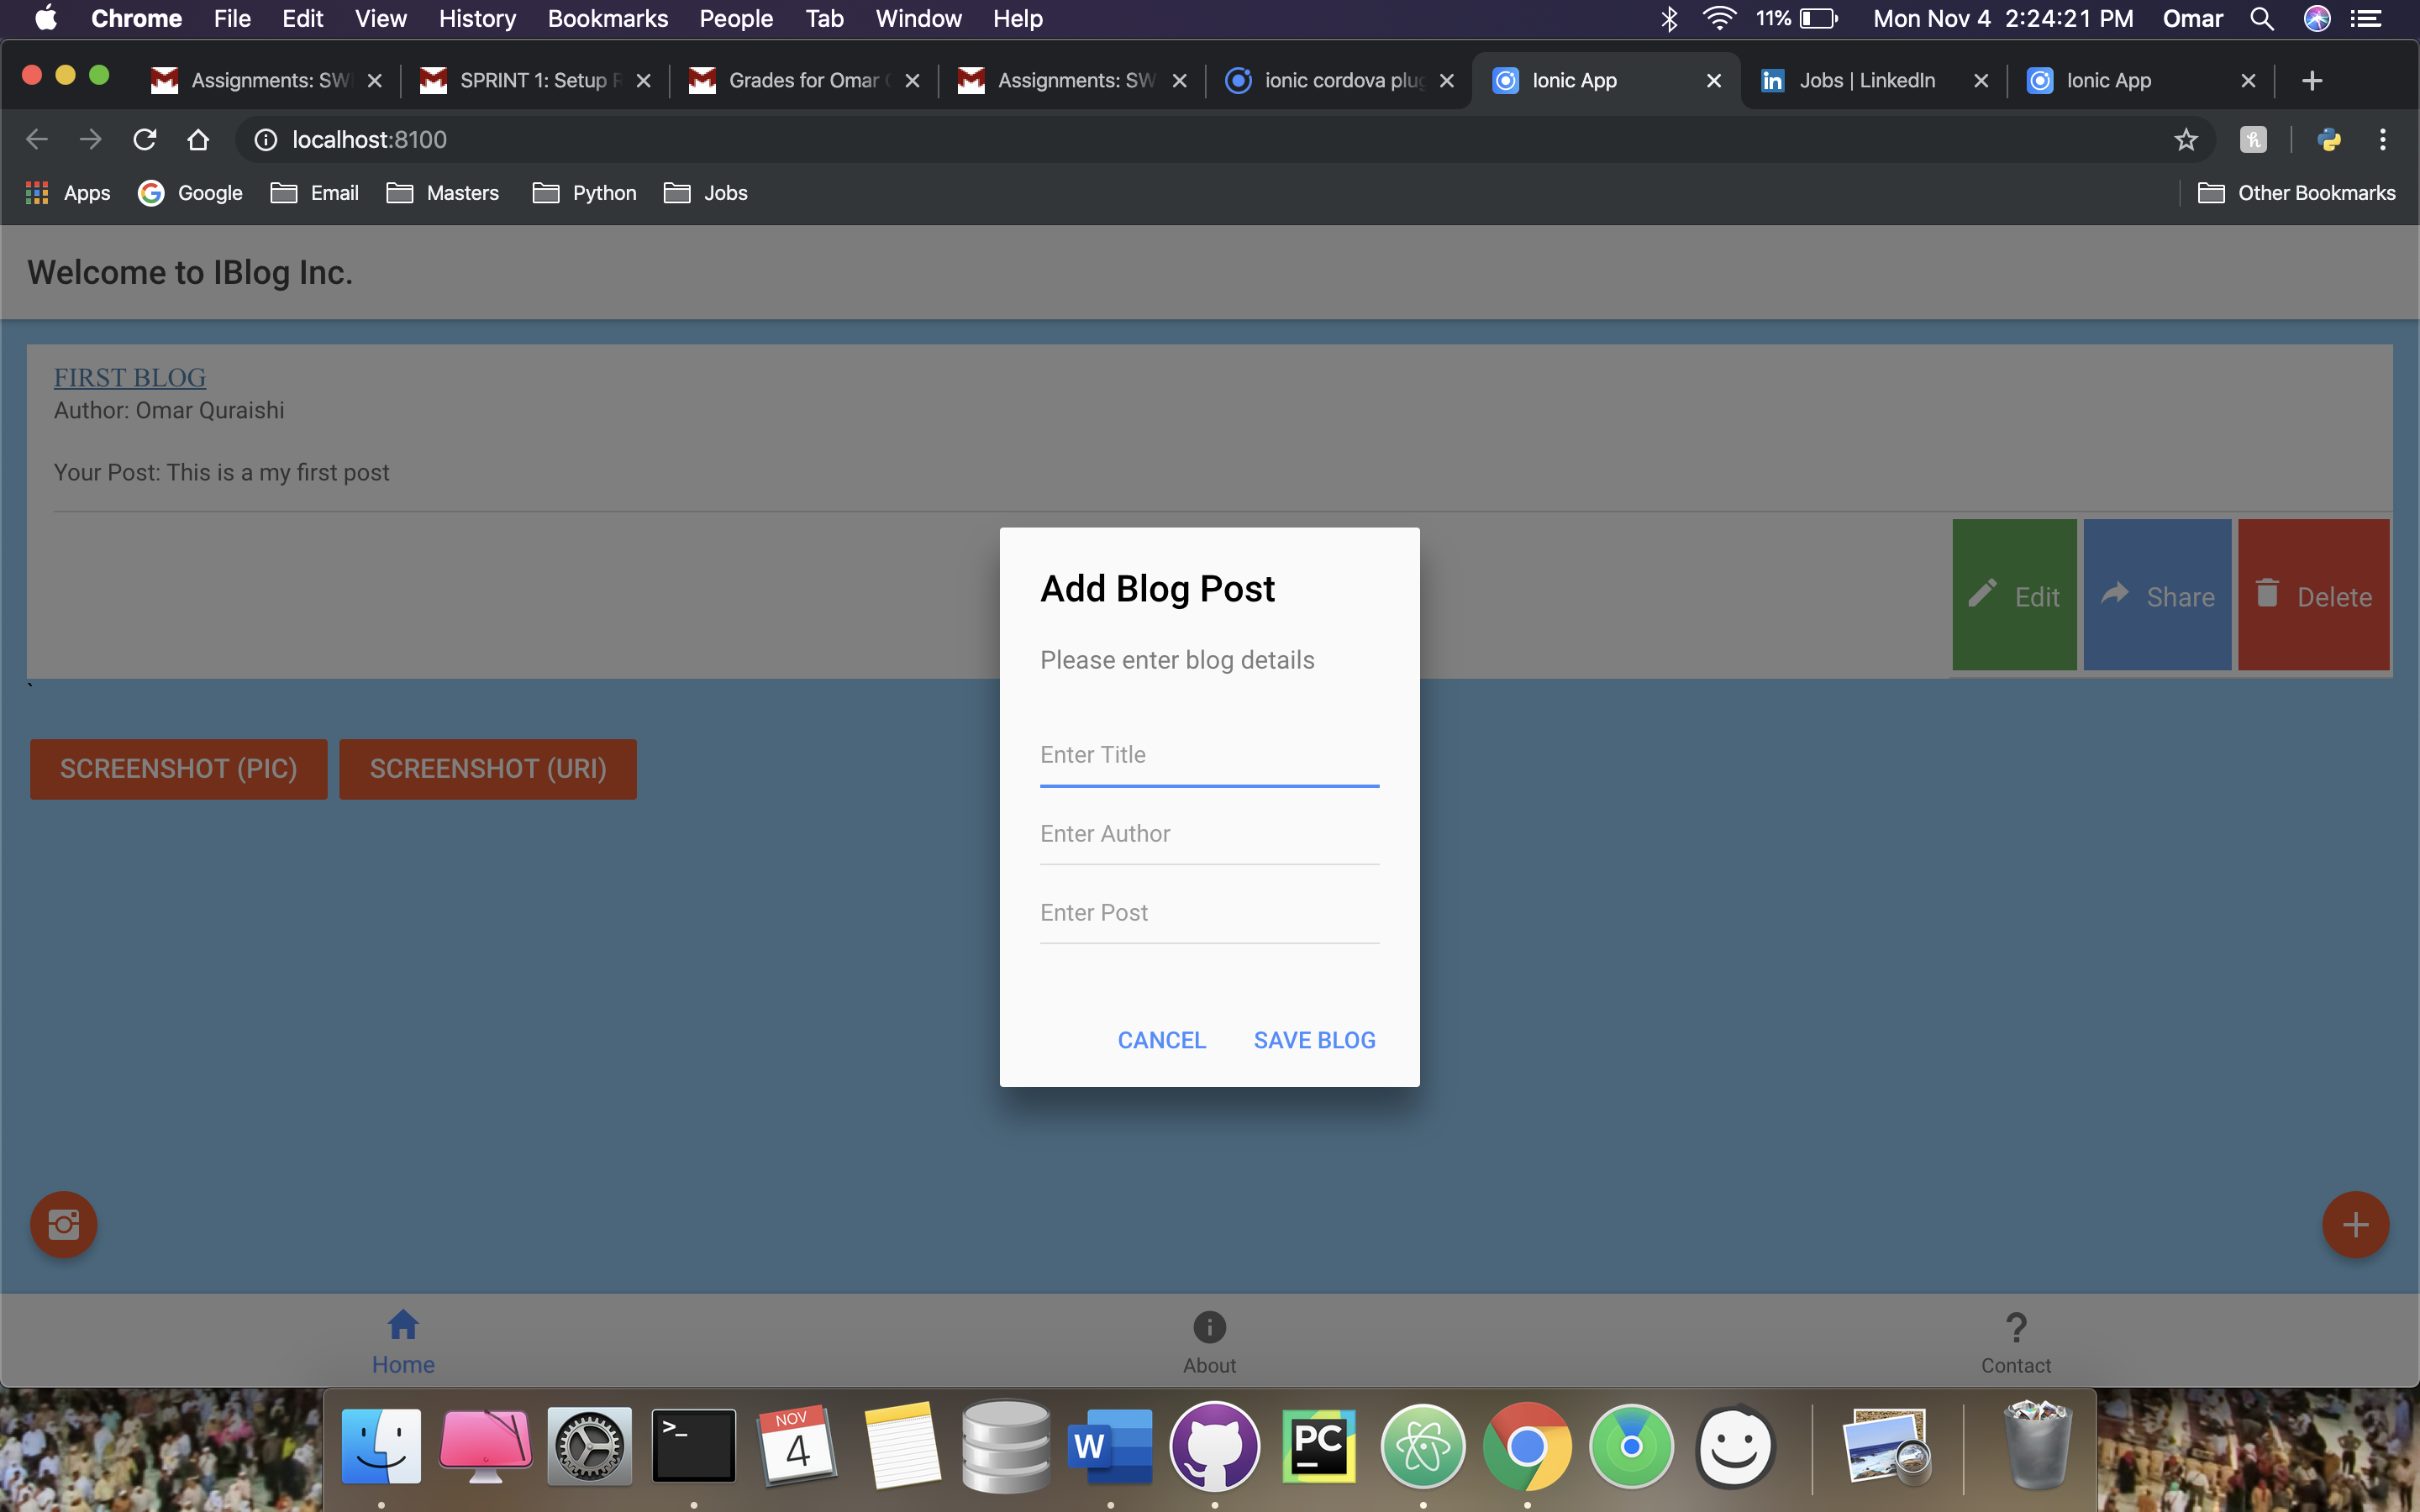 Chrome File Edit View History Bookmarks People Tab Window Help 11% Mon Nov 4 2:24:21 PM Omar
Assignments: SW SPRINT 1: Setup Grades for Omar Assignments: SW ionic cordova plug Ionic App Jobs | LinkedIn Ionic App
localhost:8100
Apps Google Email Masters Python Jobs Other Bookmarks
Welcome to IBlog Inc.
FIRST BLOG
Author: Omar Quraishi
Your Post: This is a my first post
Edit Share Delete
`
SCREENSHOT (PIC) SCREENSHOT (URI)
Add Blog Post
Please enter blog details
Enter Title
Enter Author
Enter Post
CANCEL SAVE BLOG
Home About Contact
>_
NOV
4
W
PC